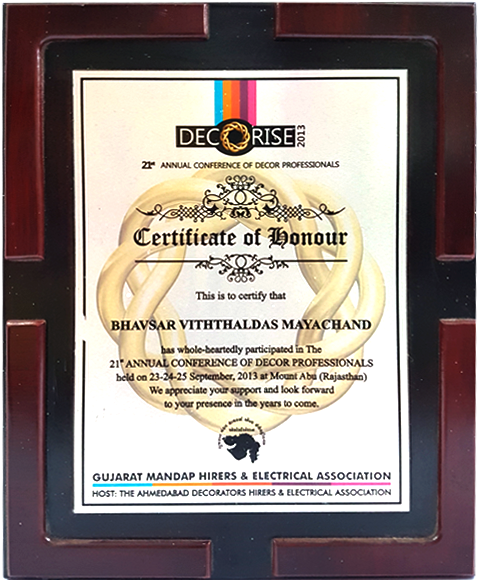 DECORISE 2013
21st ANNUAL CONFERENCE OF DECOR PROFESSIONALS
Certificate of Honour
This is to certify that
BHAVSAR VITHTHALDAS MAYACHAND
has whole-heartedly participated in The
21st ANNUAL CONFERENCE OF DECOR PROFESSIONALS
held on 23-24-25 September, 2013 at Mount Abu (Rajasthan)
We appreciate your support and look forward
to your presence in the years to come.
GUJARAT MANDAP HIRERS & ELECTRICAL ASSOCIATION
HOST: THE AHMEDABAD DECORATORS HIRERS & ELECTRICAL ASSOCIATION